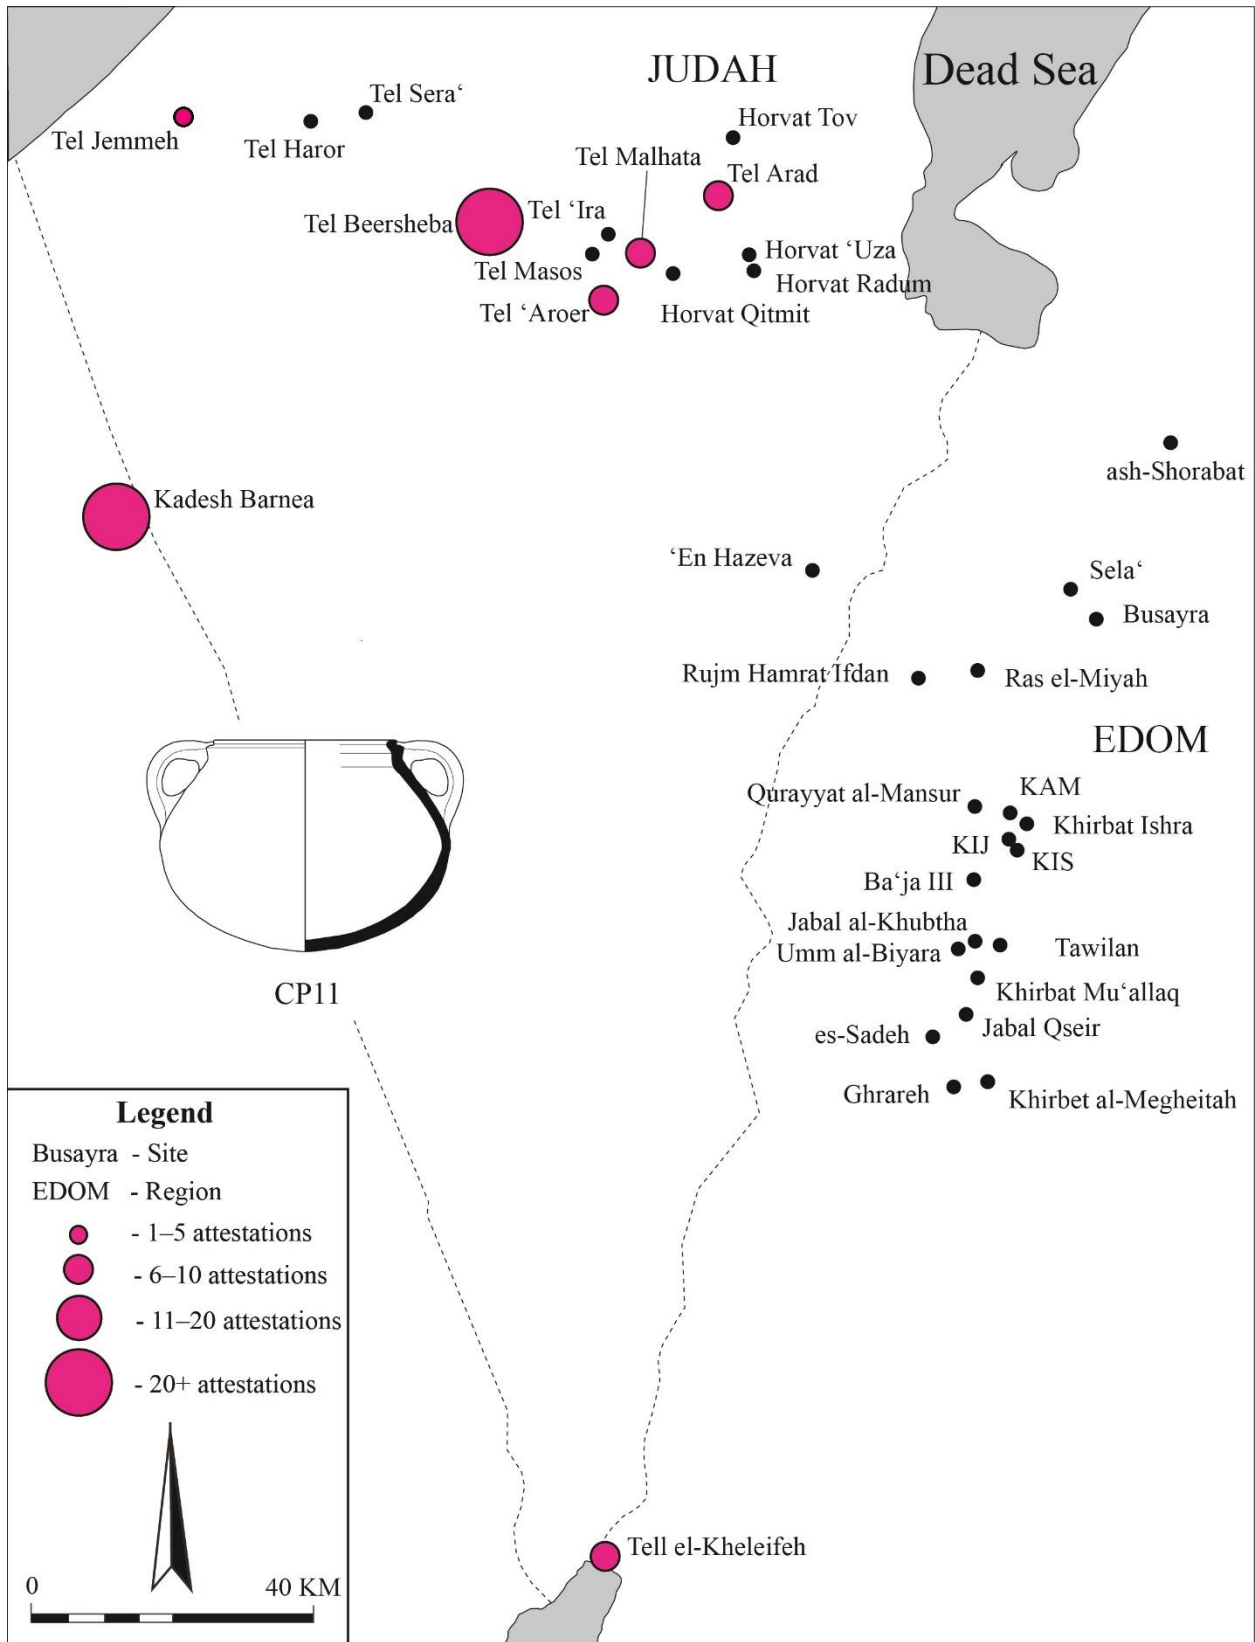 JUDAH
Dead Sea
Tel Sera‘
Tel Jemmeh
Tel Haror
Horvat Tov
Tel Malhata
Tel Arad
Tel Beersheba
Tel ‘Ira
Tel Masos
Horvat ‘Uza
Horvat Radum
Tel ‘Aroer
Horvat Qitmit
ash-Shorabat
Kadesh Barnea
‘En Hazeva
Sela‘
Busayra
Rujm Hamrat Ifdan
Ras el-Miyah
EDOM
Qurayyat al-Mansur
KAM
Khirbat Ishra
KIJ
KIS
Ba‘ja III
Jabal al-Khubtha
Umm al-Biyara
Tawilan
Khirbat Mu‘allaq
CP11
Jabal Qseir
es-Sadeh
Ghrareh
Khirbet al-Megheitah
Legend
Busayra - Site
EDOM - Region
- 1–5 attestations
- 6–10 attestations
- 11–20 attestations
- 20+ attestations
Tell el-Kheleifeh
0 40 KM